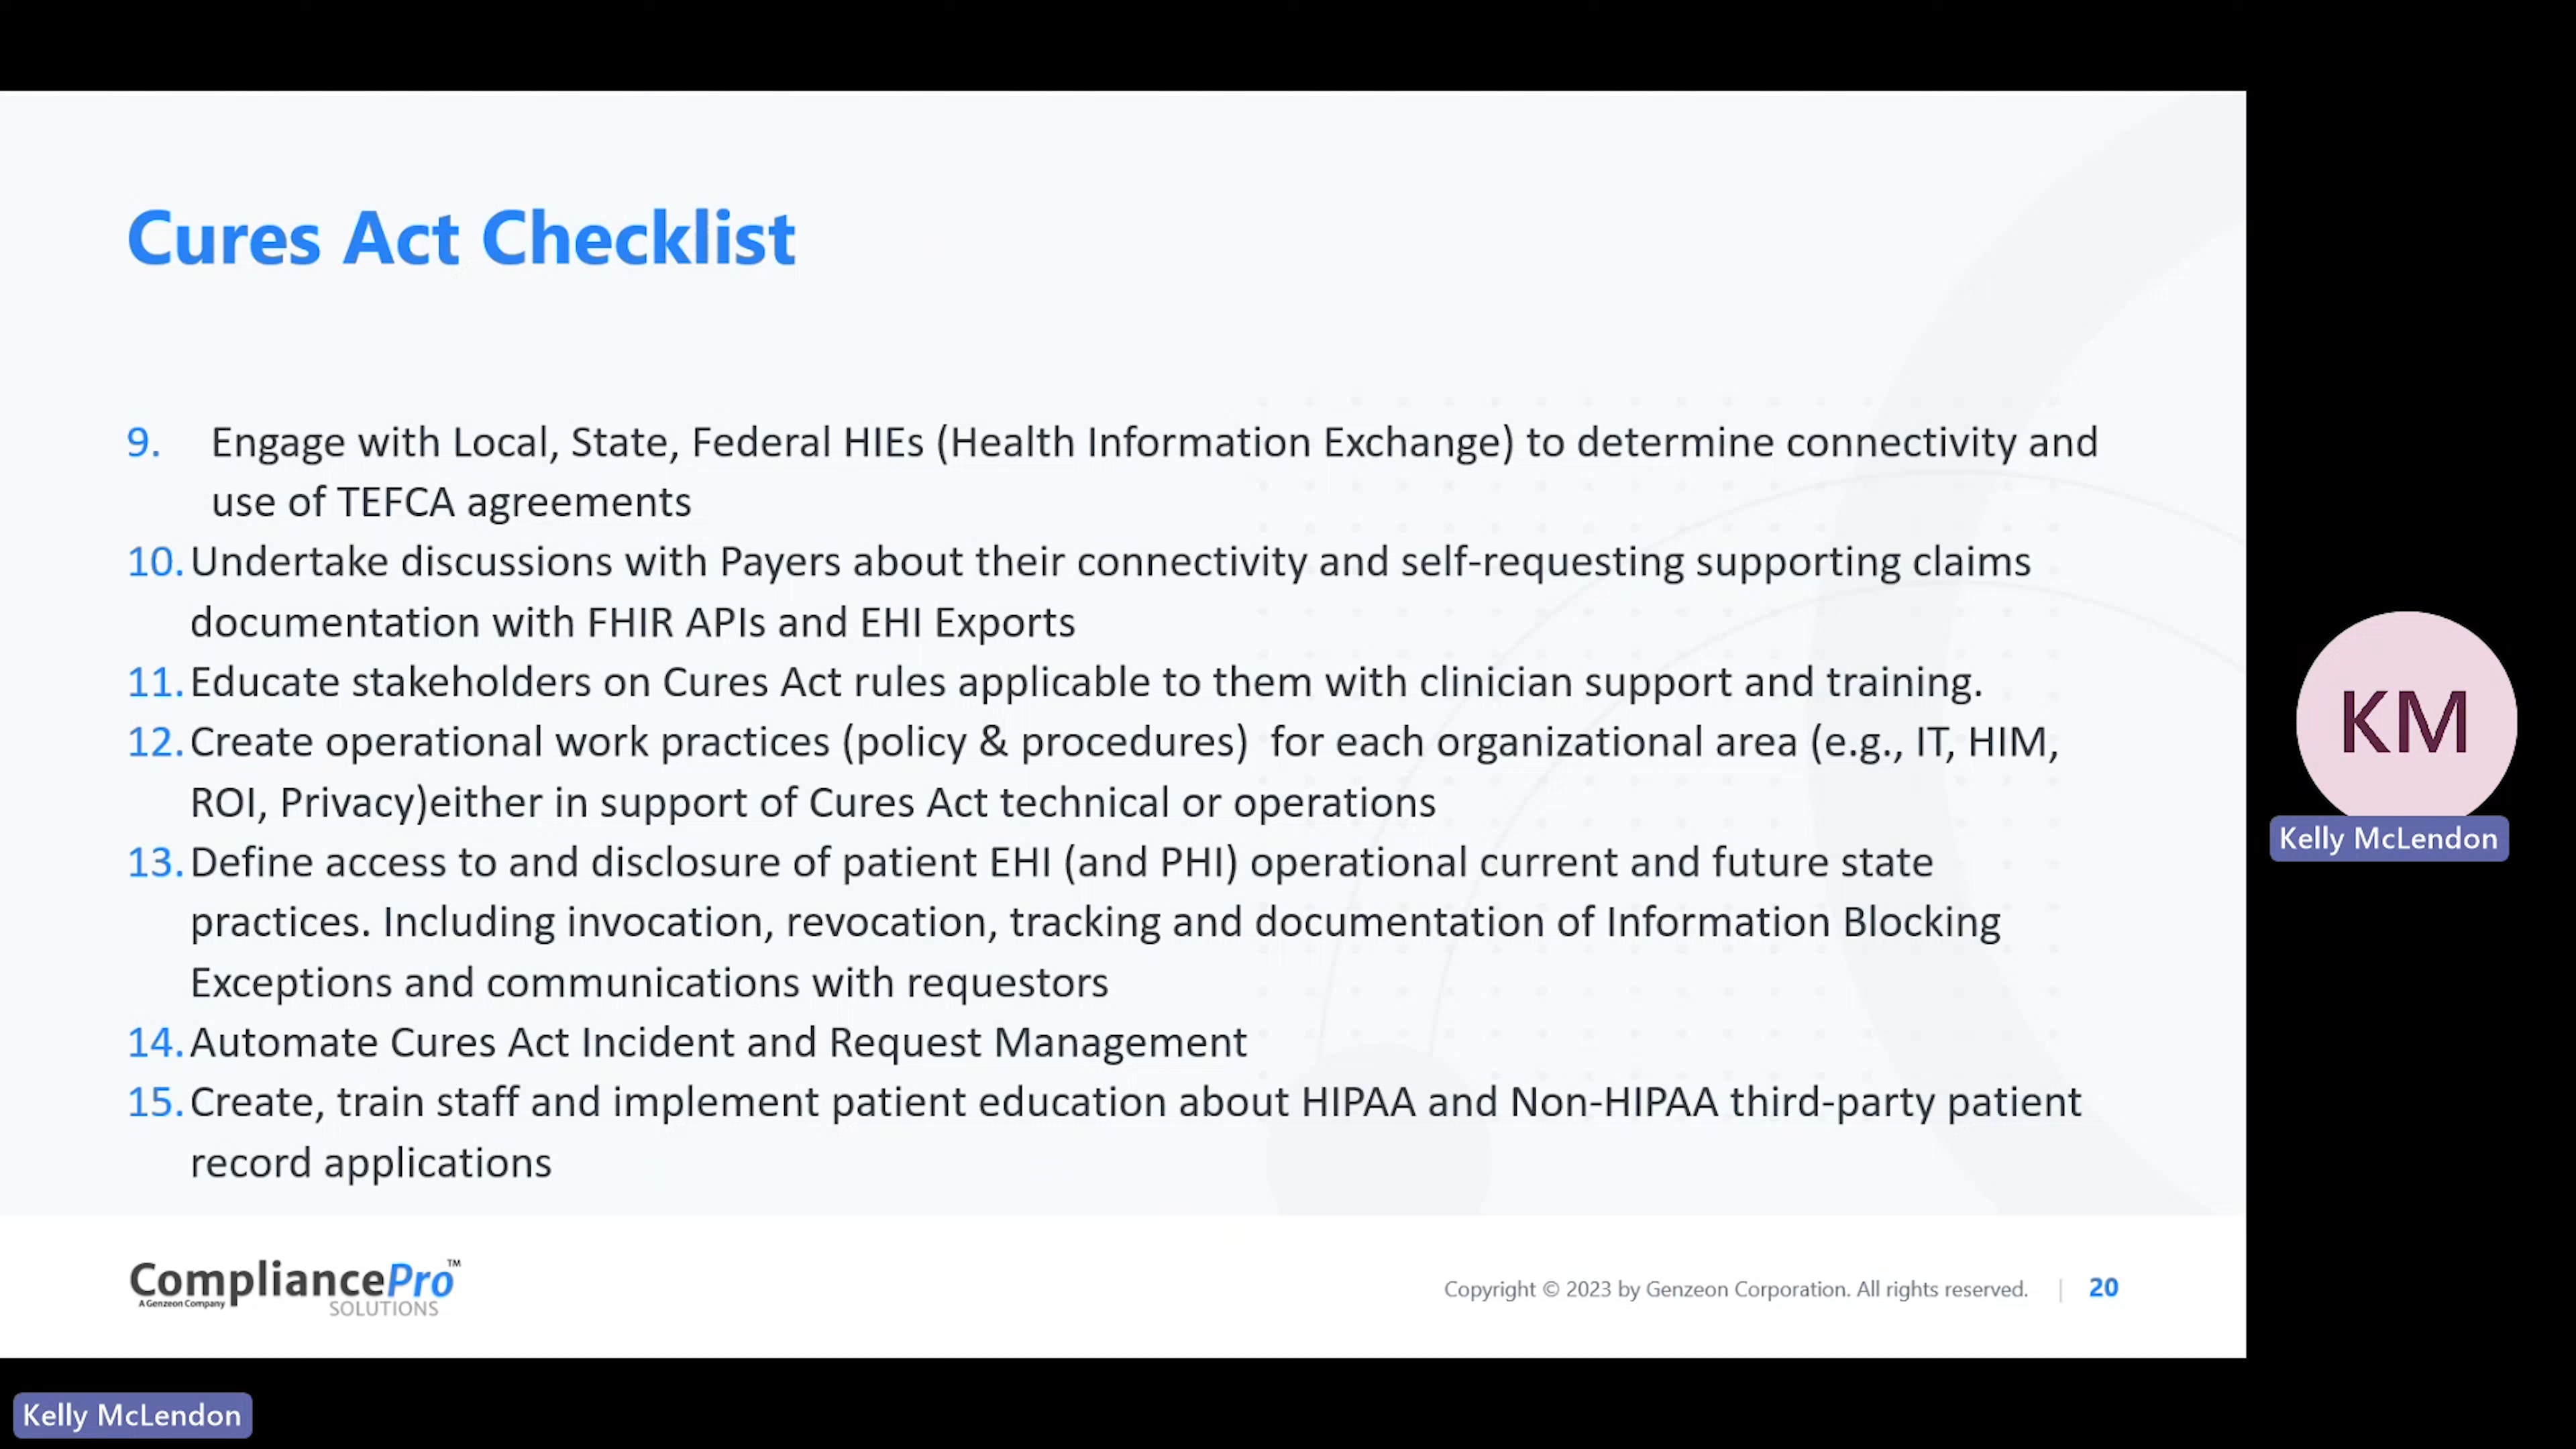 Cures Act Checklist
9. Engage with Local, State, Federal HIEs (Health Information Exchange) to determine connectivity and
use of TEFCA agreements
10. Undertake discussions with Payers about their connectivity and self-requesting supporting claims
documentation with FHIR APIs and EHI Exports
11. Educate stakeholders on Cures Act rules applicable to them with clinician support and training.
12. Create operational work practices (policy & procedures)  for each organizational area (e.g., IT, HIM,
ROI, Privacy)either in support of Cures Act technical or operations
13. Define access to and disclosure of patient EHI (and PHI) operational current and future state
practices. Including invocation, revocation, tracking and documentation of Information Blocking
Exceptions and communications with requestors
14. Automate Cures Act Incident and Request Management
15. Create, train staff and implement patient education about HIPAA and Non-HIPAA third-party patient
record applications
CompliancePro™
A Genzeon Company
SOLUTIONS
Copyright © 2023 by Genzeon Corporation. All rights reserved. | 20
KM
Kelly McLendon
Kelly McLendon